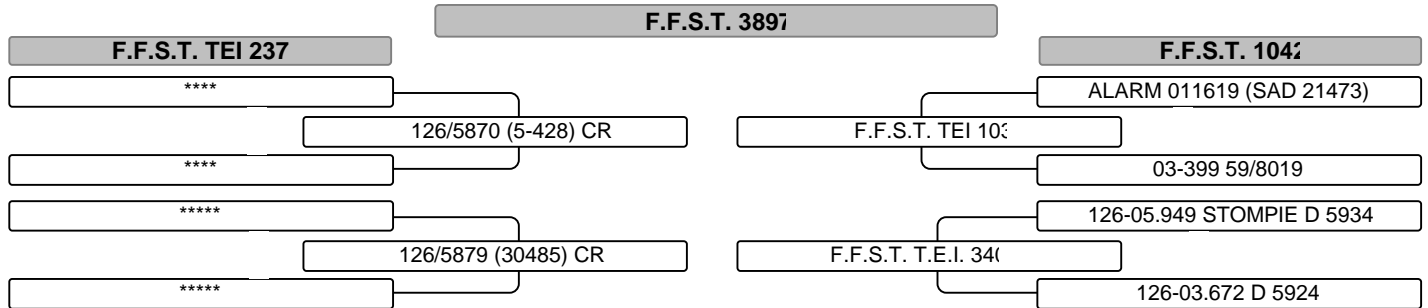 F.F.S.T. 3897
F.F.S.T. TEI 237
F.F.S.T. 1042
****
ALARM 011619 (SAD 21473)
126/5870 (5-428) CR
F.F.S.T. TEI 103
****
03-399 59/8019
*****
126-05.949 STOMPIE D 5934
126/5879 (30485) CR
F.F.S.T. T.E.I. 340
*****
126-03.672 D 5924